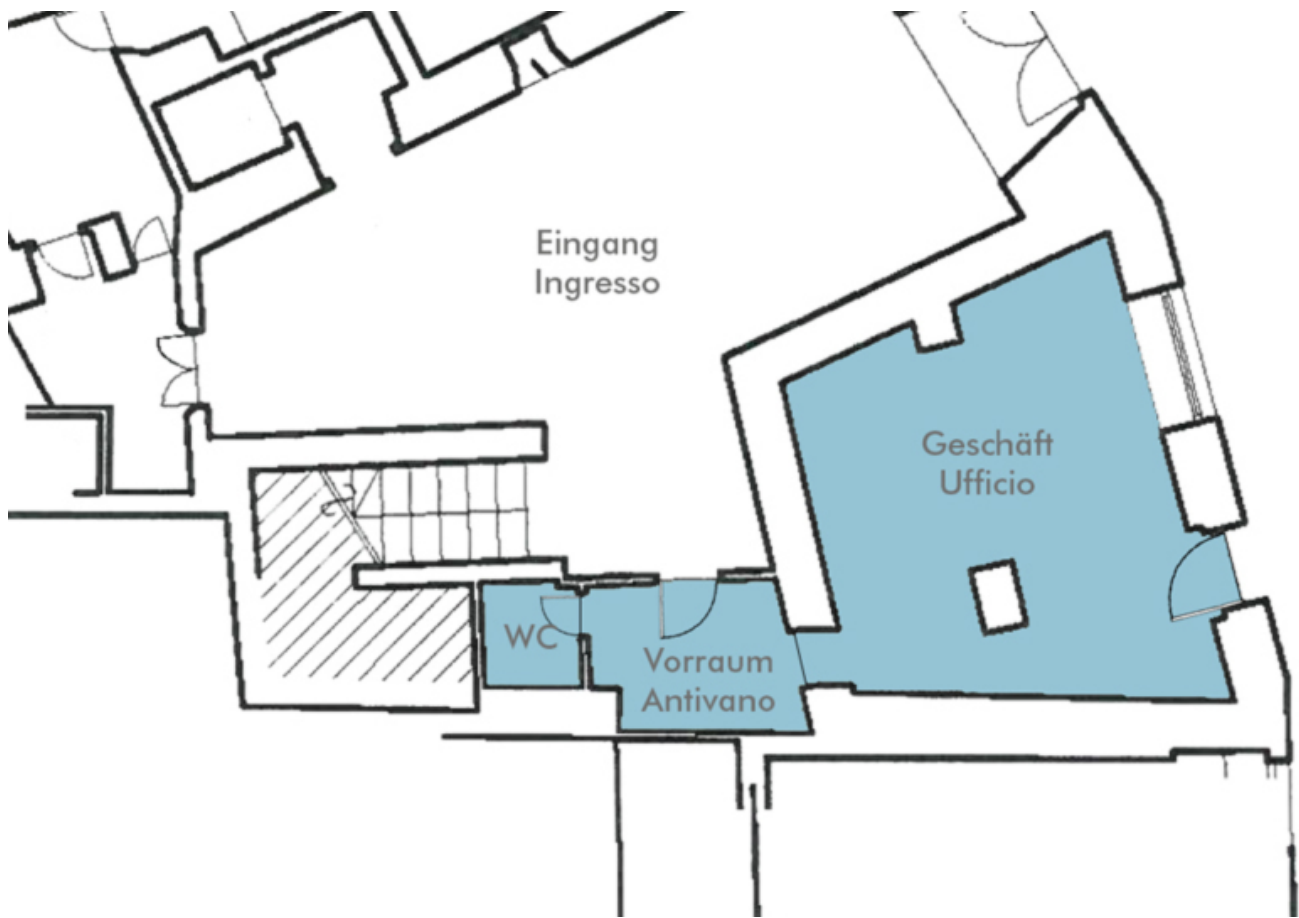 Eingang
Ingresso
Geschäft
Ufficio
WC
Vorraum
Antivano